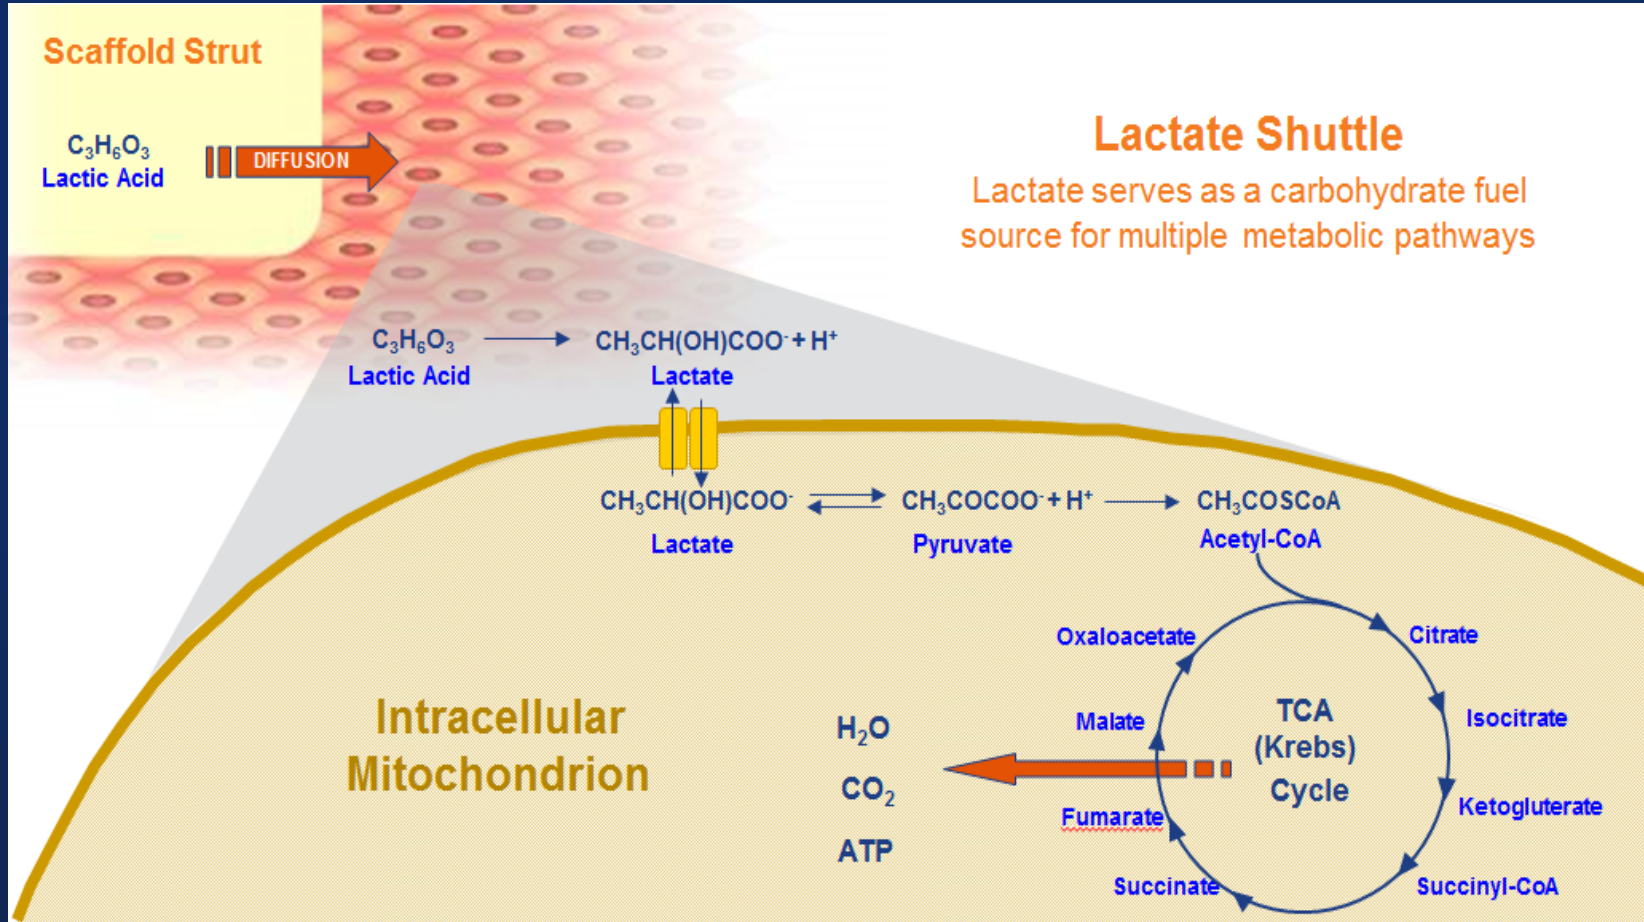 Scaffold Strut
C₃H₆O₃
Lactic Acid
DIFFUSION
Lactate Shuttle
Lactate serves as a carbohydrate fuel
source for multiple metabolic pathways
C₃H₆O₃
Lactic Acid
CH₃CH(OH)COO⁻ + H⁺
Lactate
CH₃CH(OH)COO⁻
Lactate
CH₃COCOO⁻ + H⁺
Pyruvate
CH₃COSCoA
Acetyl-CoA
Oxaloacetate
Citrate
Malate
Isocitrate
TCA
(Krebs)
Cycle
Fumarate
Ketogluterate
Succinate
Succinyl-CoA
H₂O
CO₂
ATP
Intracellular
Mitochondrion